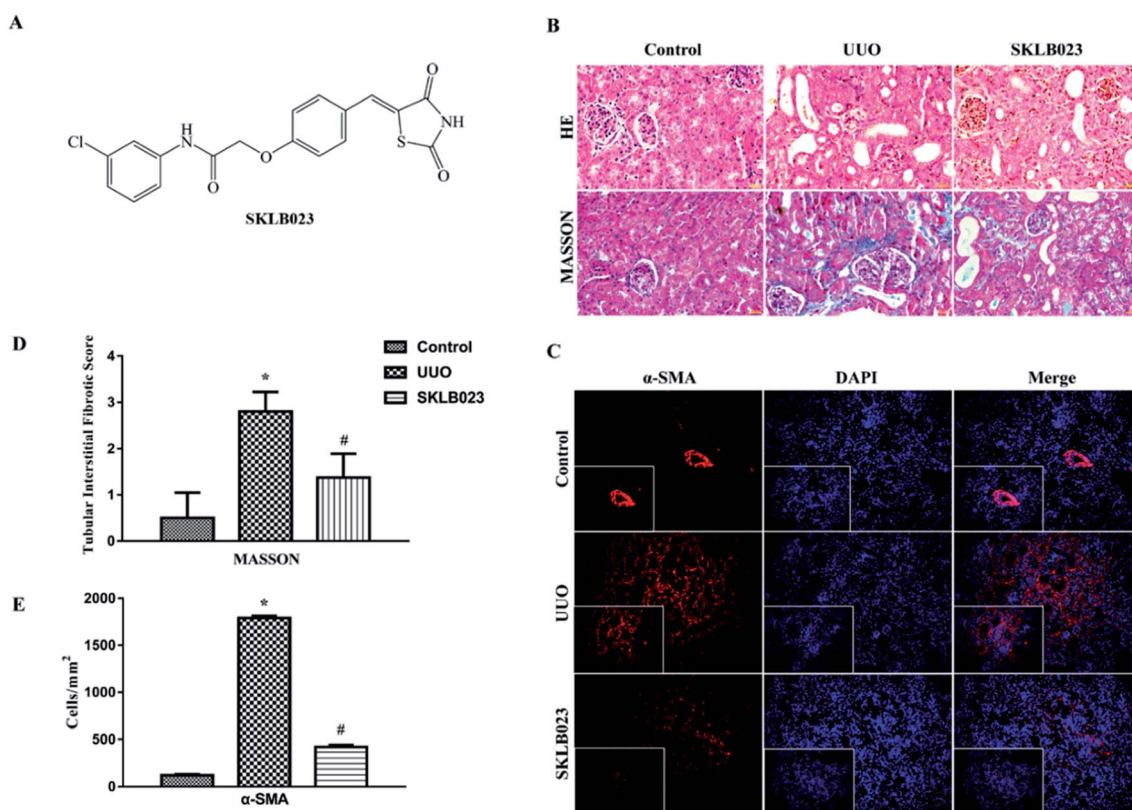 A
Cl
H
N
O
O
O
NH
S
O
SKLB023
B
Control UUO SKLB023
HE
MASSON
D
Tubular Interstitial Fibrotic Score
4
3
2
1
0
*
#
MASSON
Control
UUO
SKLB023
E
Cells/mm²
2000
1500
1000
500
0
*
#
α-SMA
C
α-SMA DAPI Merge
Control
UUO
SKLB023